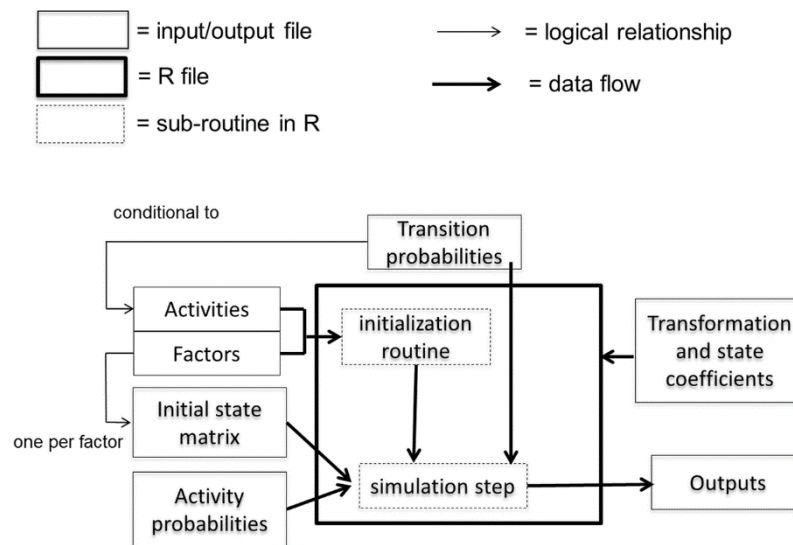 = input/output file
= logical relationship
= R file
= data flow
= sub-routine in R
conditional to
Transition
probabilities
Activities
Factors
initialization
routine
Transformation
and state
coefficients
Initial state
matrix
one per factor
Activity
probabilities
simulation step
Outputs